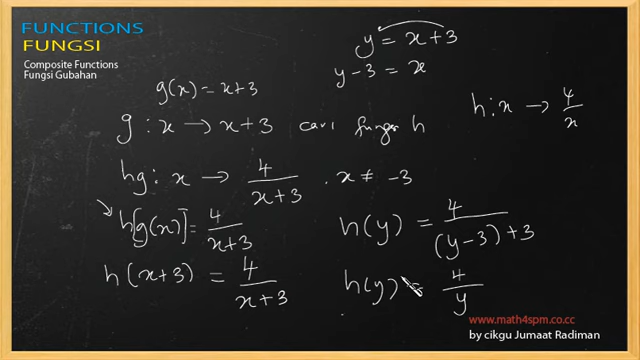 FUNCTIONS
FUNGSI
Composite Functions
Fungsi Gubahan
y = x + 3
y - 3 = x
g(x) = x + 3
g : x → x + 3 cari fungsi h
h : x → 4/x
hg : x → 4/(x + 3) . x ≠ -3
h[g(x)] = 4/(x + 3)
h(x + 3) = 4/(x + 3)
h(y) = 4/((y - 3) + 3)
h(y) = 4/y
www.math4spm.co.cc
by cikgu Jumaat Radiman